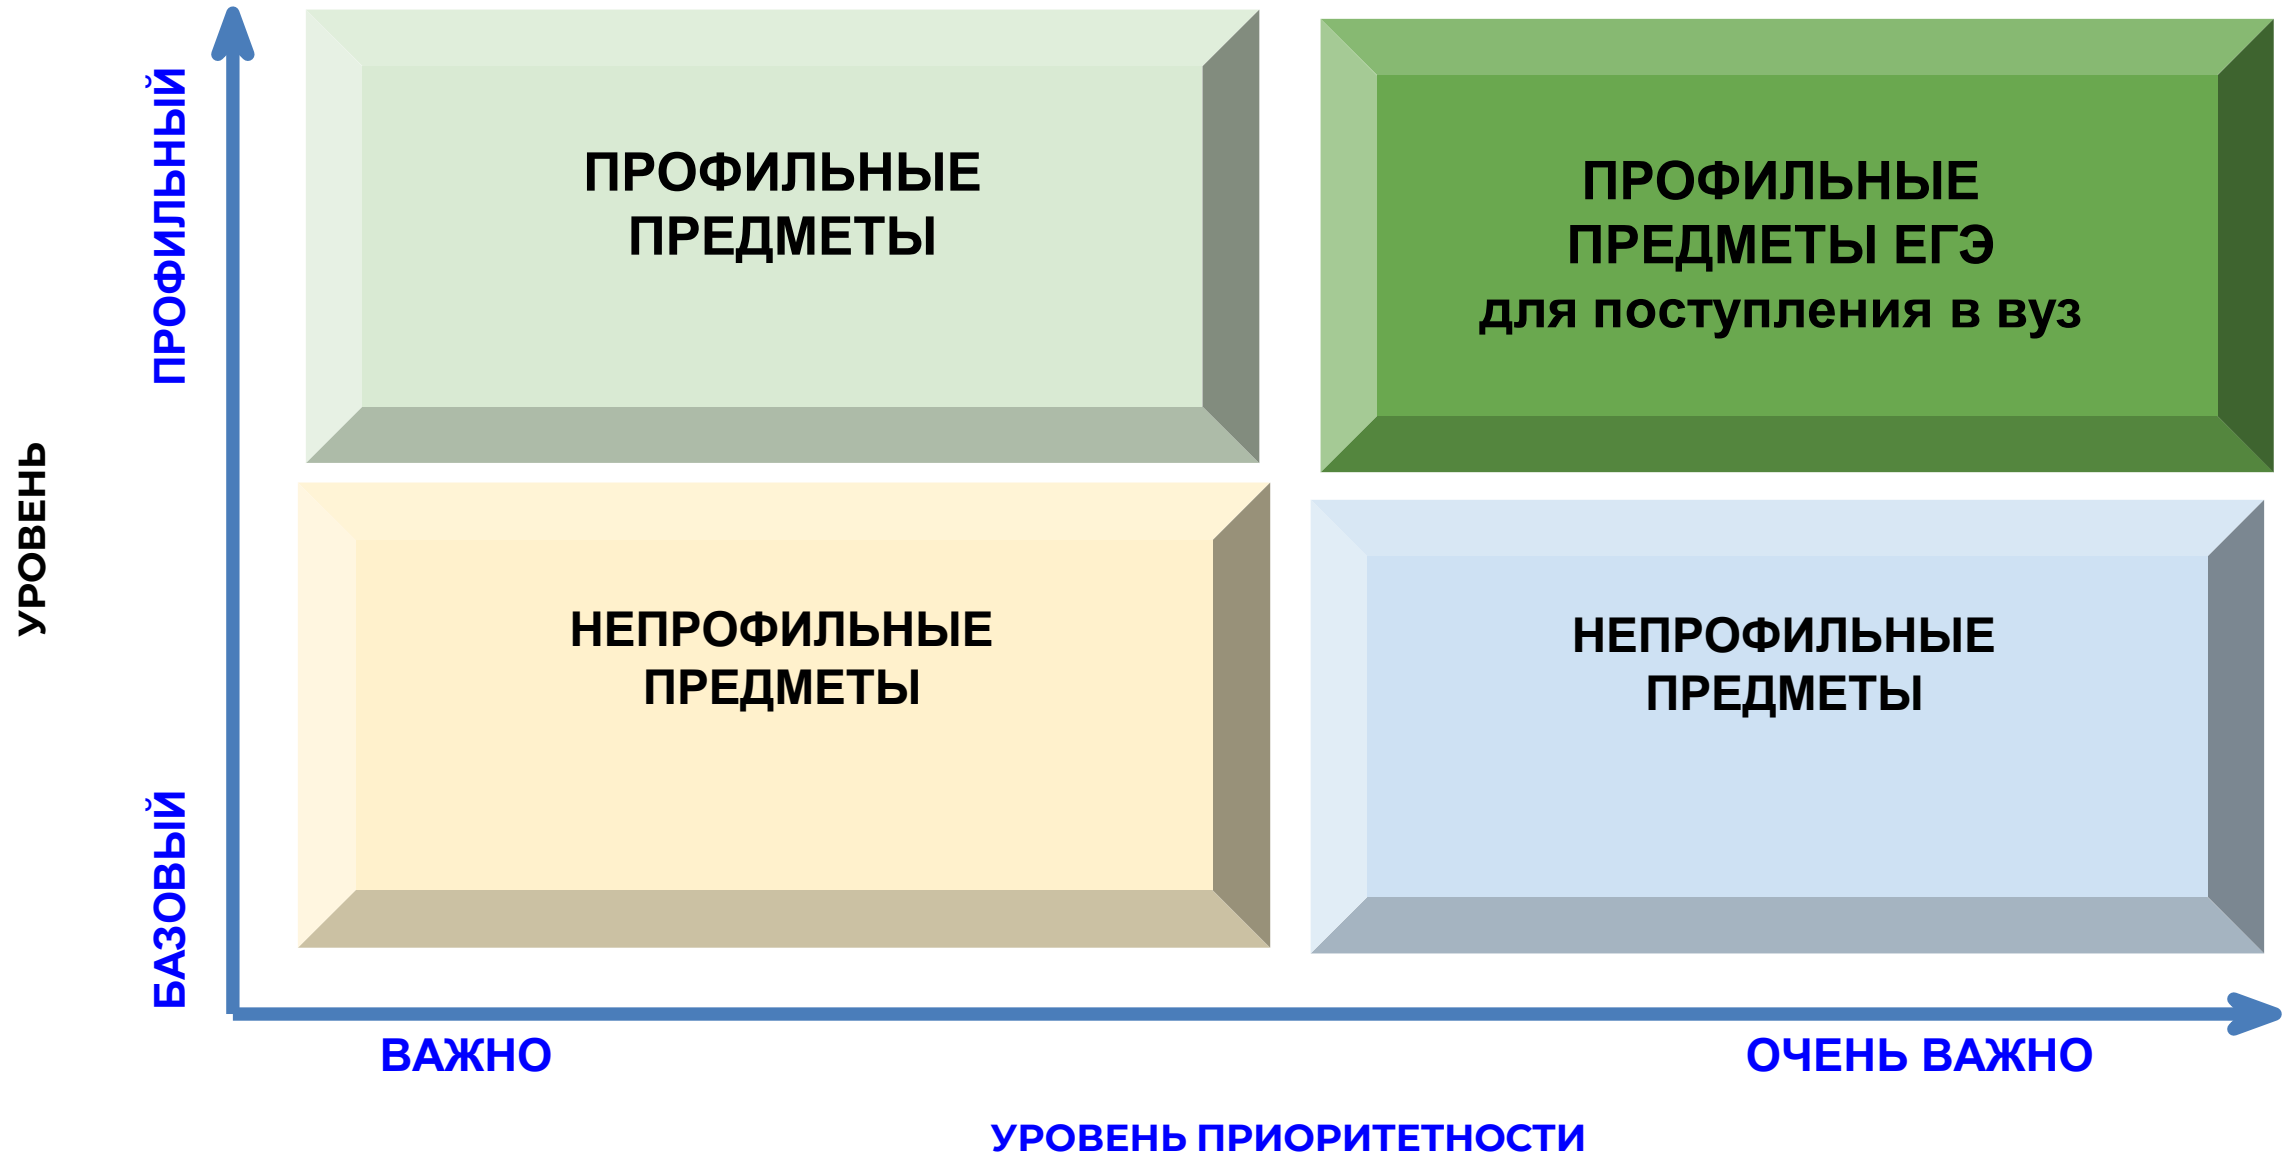 ПРОФИЛЬНЫЙ
ПРОФИЛЬНЫЕ
ПРЕДМЕТЫ
ПРОФИЛЬНЫЕ
ПРЕДМЕТЫ ЕГЭ
для поступления в вуз
УРОВЕНЬ
БАЗОВЫЙ
НЕПРОФИЛЬНЫЕ
ПРЕДМЕТЫ
НЕПРОФИЛЬНЫЕ
ПРЕДМЕТЫ
ВАЖНО
ОЧЕНЬ ВАЖНО
УРОВЕНЬ ПРИОРИТЕТНОСТИ